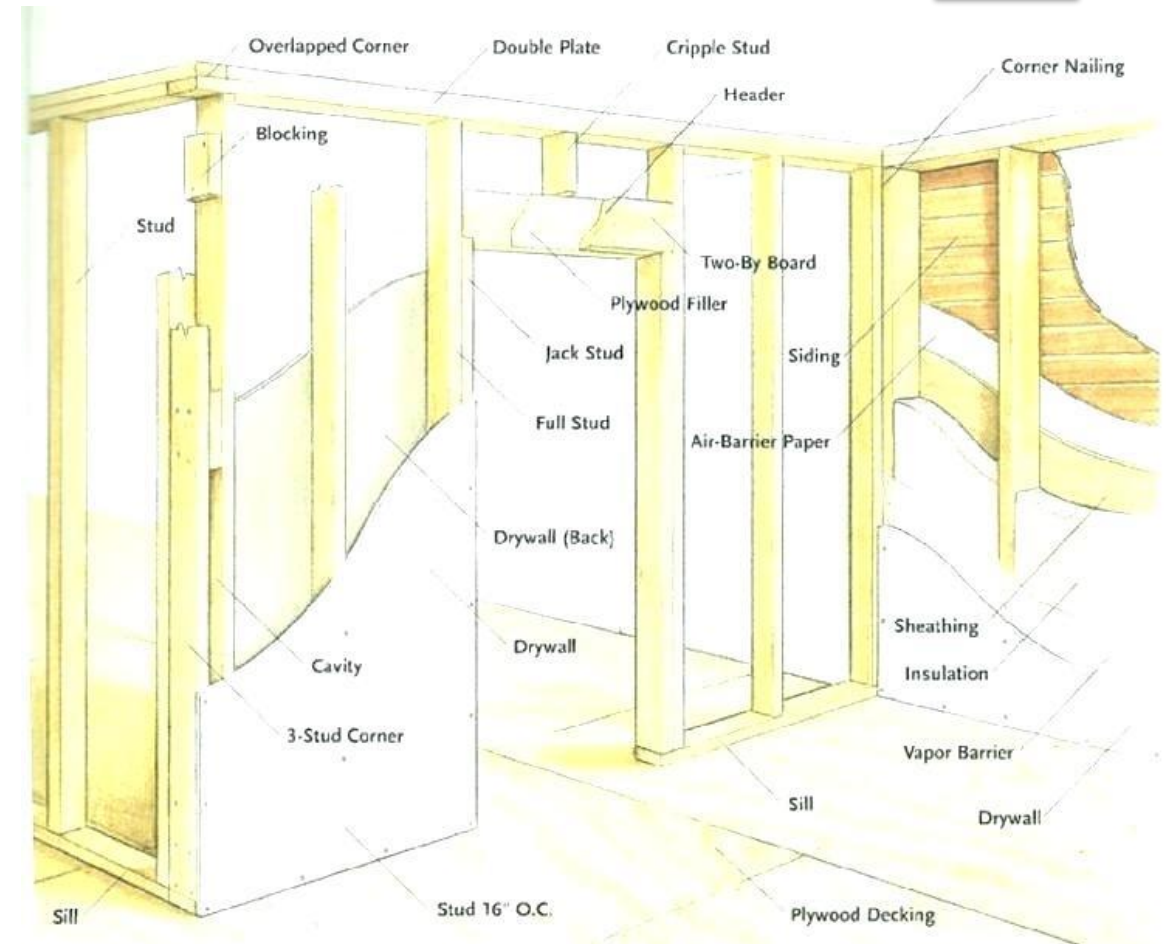 Overlapped Corner
Double Plate
Cripple Stud
Corner Nailing
Header
Blocking
Stud
Two-By Board
Plywood Filler
Jack Stud
Siding
Full Stud
Air-Barrier Paper
Drywall (Back)
Sheathing
Drywall
Cavity
Insulation
3-Stud Corner
Vapor Barrier
Sill
Drywall
Stud 16" O.C.
Plywood Decking
Sill